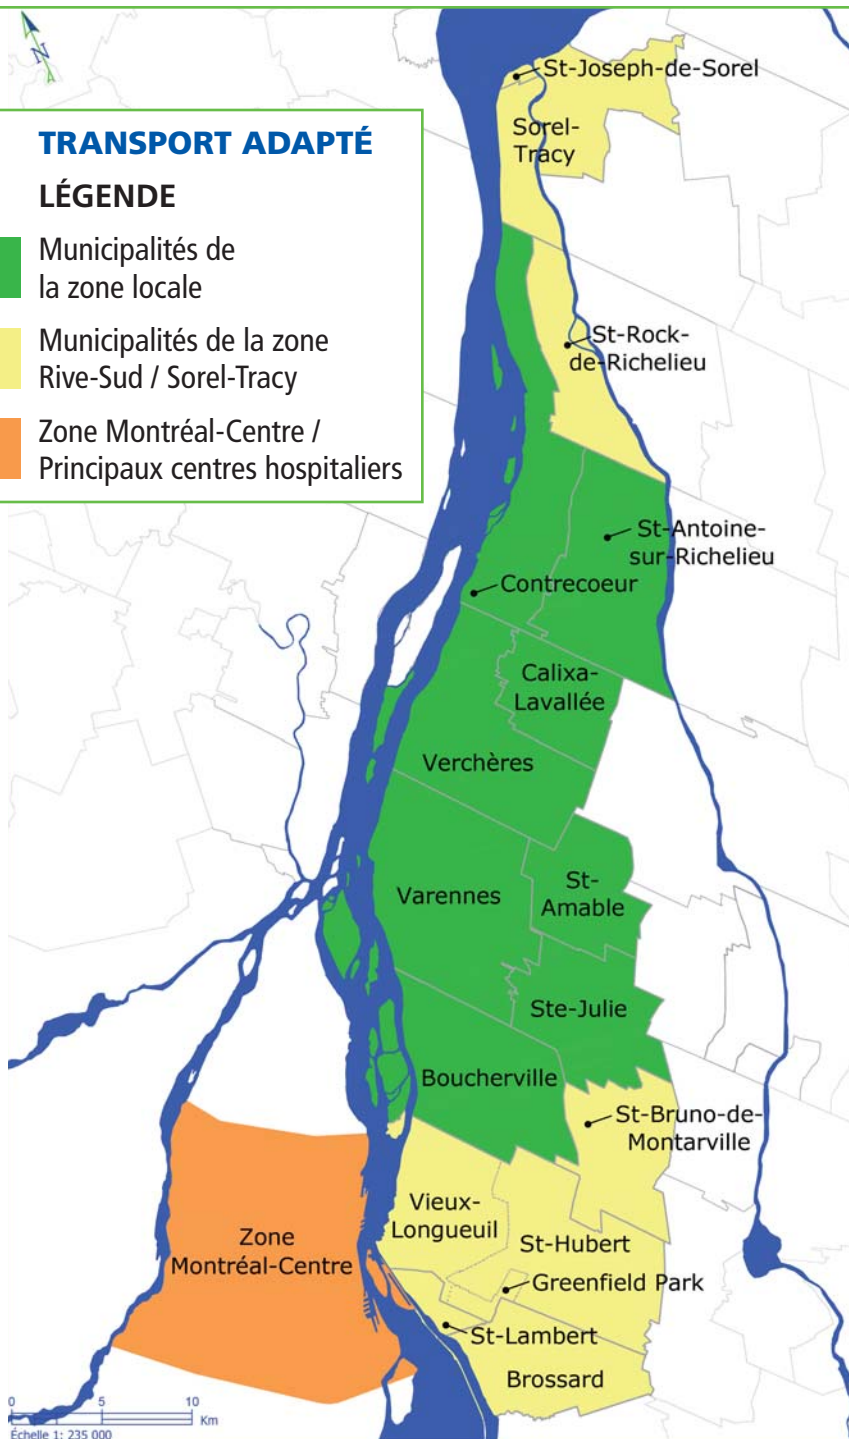 N
TRANSPORT ADAPTÉ
LÉGENDE
Municipalités de
la zone locale
Municipalités de la zone
Rive-Sud / Sorel-Tracy
Zone Montréal-Centre /
Principaux centres hospitaliers
St-Joseph-de-Sorel
Sorel-
Tracy
St-Rock-
de-Richelieu
St-Antoine-
sur-Richelieu
Contrecoeur
Calixa-
Lavallée
Verchères
Varennes
St-
Amable
Ste-Julie
Boucherville
St-Bruno-de-
Montarville
Vieux-
Longueuil
St-Hubert
Zone
Montréal-Centre
Greenfield Park
St-Lambert
Brossard
0 5 10
Km
Échelle 1: 235 000